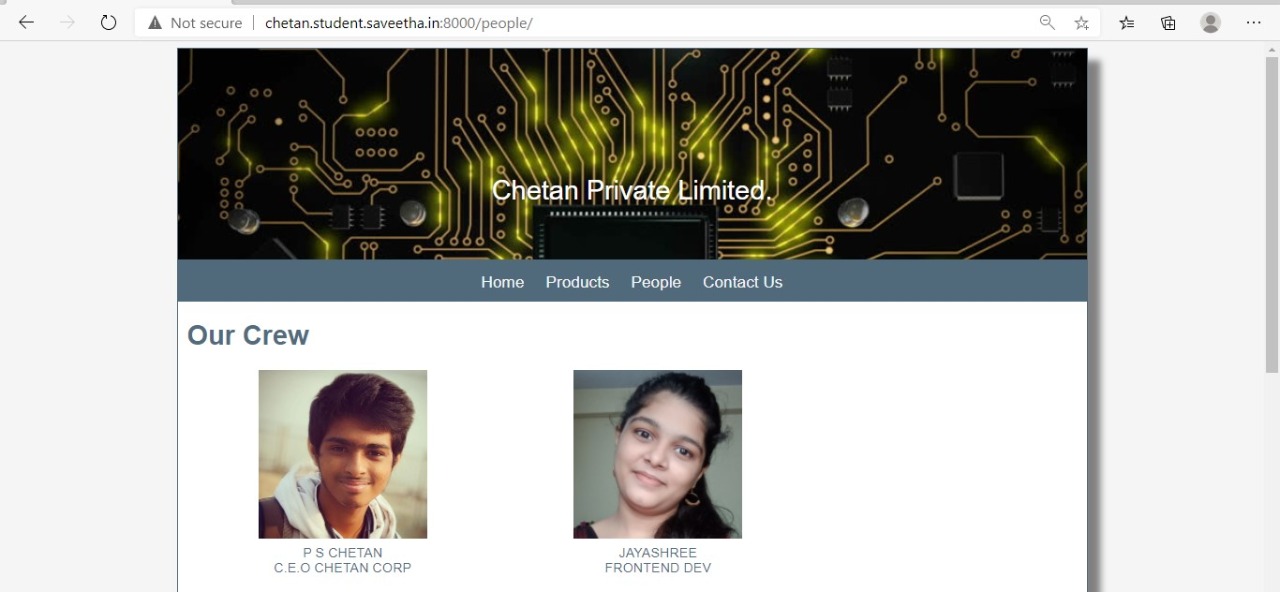 Not secure chetan.student.saveetha.in:8000/people/
Chetan Private Limited.
Home Products People Contact Us
Our Crew
P S CHETAN
C.E.O CHETAN CORP
JAYASHREE
FRONTEND DEV